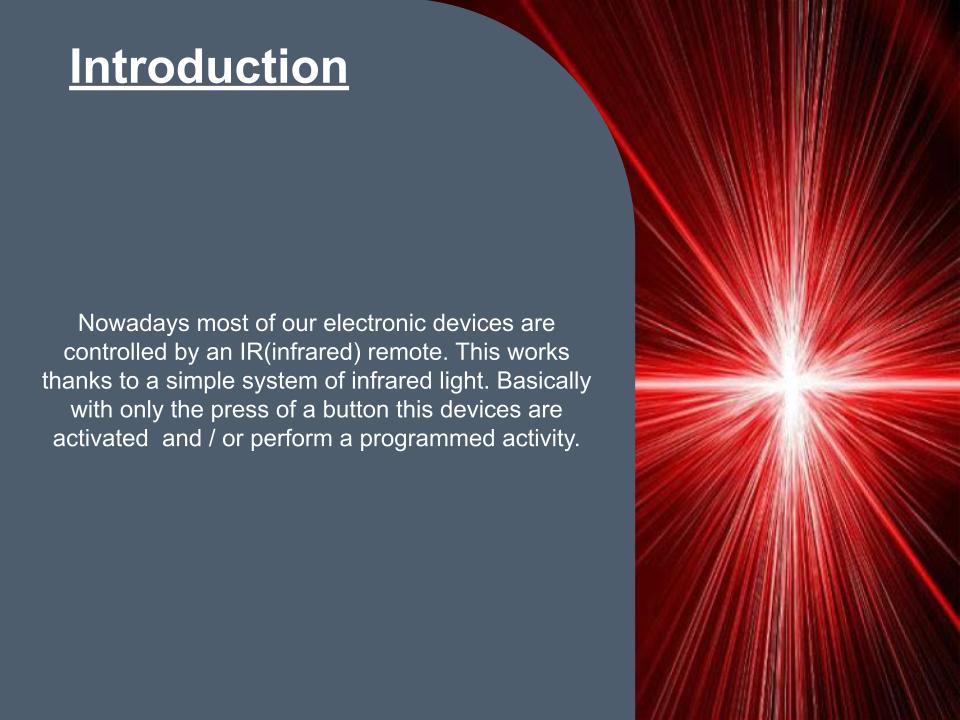 Introduction
Nowadays most of our electronic devices are
controlled by an IR(infrared) remote. This works
thanks to a simple system of infrared light. Basically
with only the press of a button this devices are
activated  and / or perform a programmed activity.